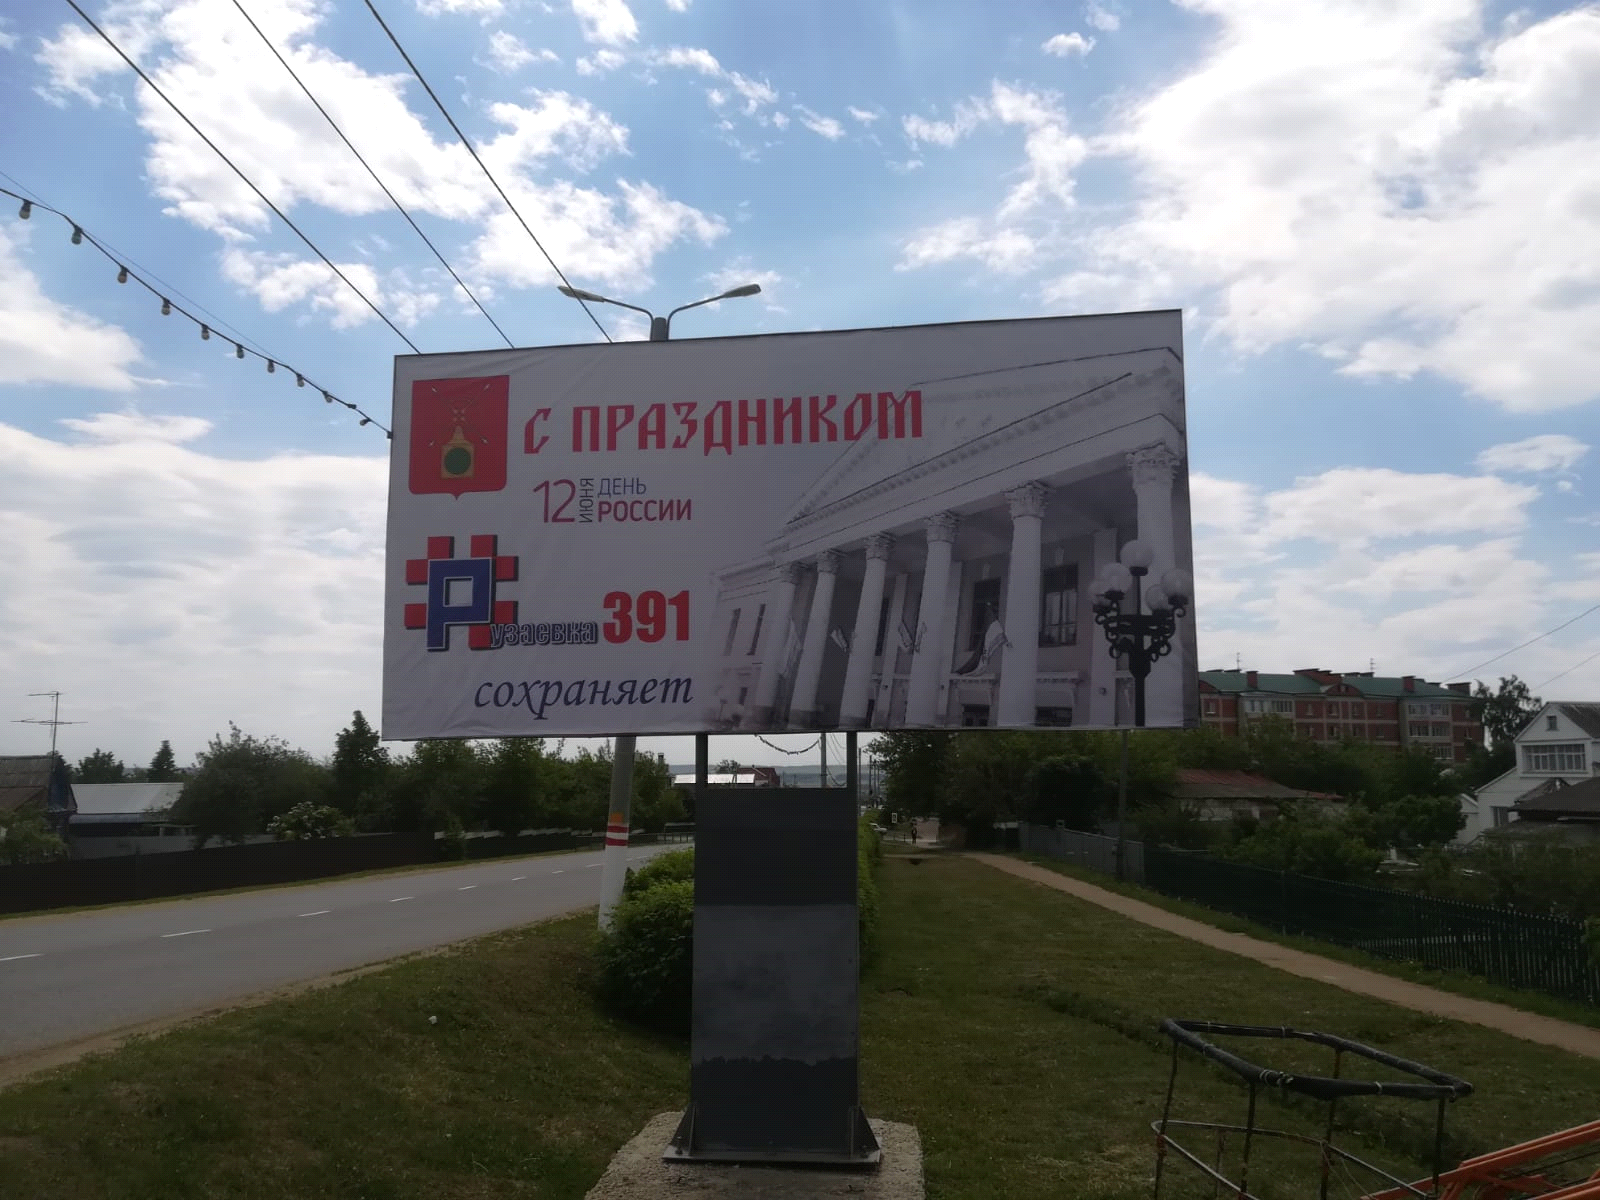 С ПРАЗДНИКОМ
12 ИЮНЯ ДЕНЬ
РОССИИ
#Рузаевка 391
сохраняет